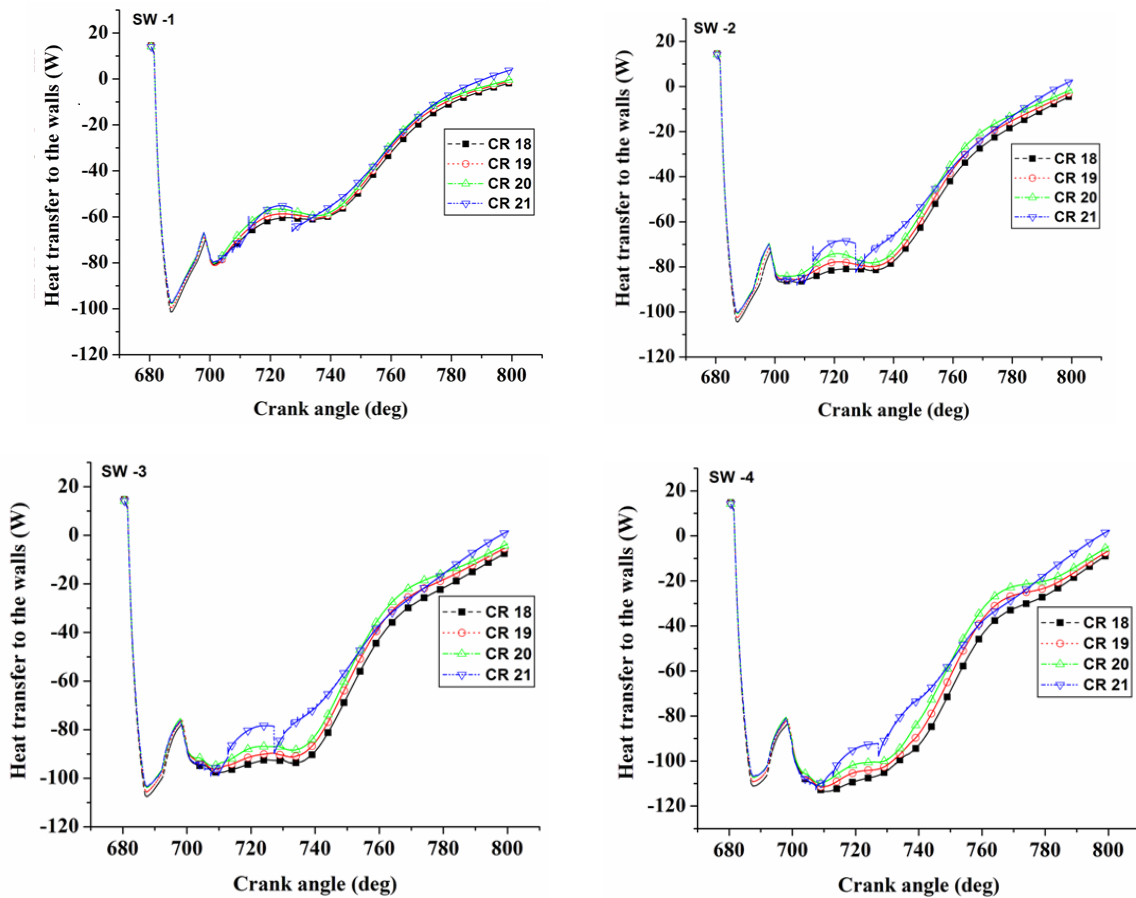 SW -1
20
0
-20
-40
-60
-80
-100
-120
Heat transfer to the walls (W)
CR 18
CR 19
CR 20
CR 21
680 700 720 740 760 780 800
Crank angle (deg)
SW -2
20
0
-20
-40
-60
-80
-100
-120
Heat transfer to the walls (W)
CR 18
CR 19
CR 20
CR 21
680 700 720 740 760 780 800
Crank angle (deg)
SW -3
20
0
-20
-40
-60
-80
-100
-120
Heat transfer to the walls (W)
CR 18
CR 19
CR 20
CR 21
680 700 720 740 760 780 800
Crank angle (deg)
SW -4
20
0
-20
-40
-60
-80
-100
-120
Heat transfer to the walls (W)
CR 18
CR 19
CR 20
CR 21
680 700 720 740 760 780 800
Crank angle (deg)